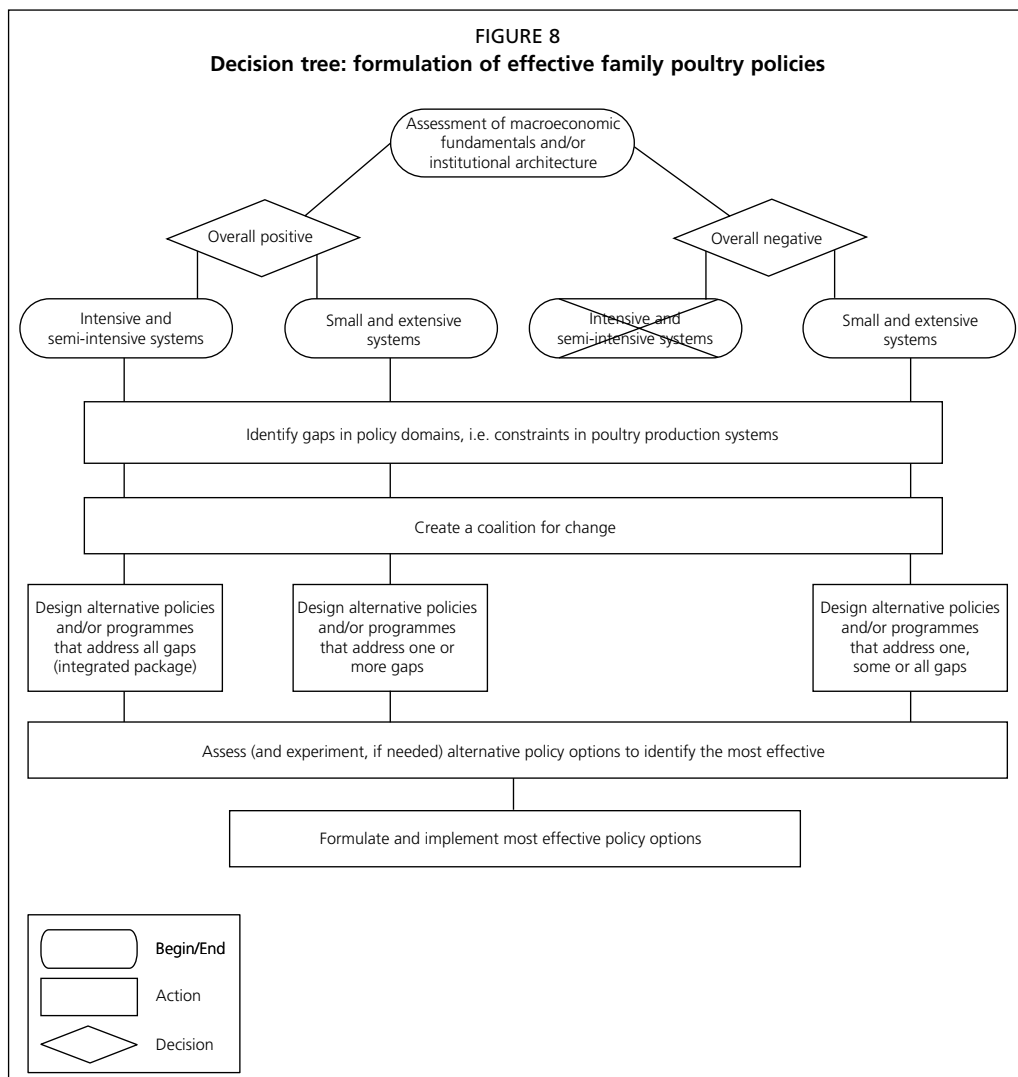 FIGURE 8
Decision tree: formulation of effective family poultry policies
Assessment of macroeconomic
fundamentals and/or
institutional architecture
Overall positive
Overall negative
Intensive and
semi-intensive systems
Small and extensive
systems
Intensive and
semi-intensive systems
Small and extensive
systems
Identify gaps in policy domains, i.e. constraints in poultry production systems
Create a coalition for change
Design alternative policies
and/or programmes
that address all gaps
(integrated package)
Design alternative policies
and/or programmes
that address one or
more gaps
Design alternative policies
and/or programmes
that address one,
some or all gaps
Assess (and experiment, if needed) alternative policy options to identify the most effective
Formulate and implement most effective policy options
Begin/End
Action
Decision